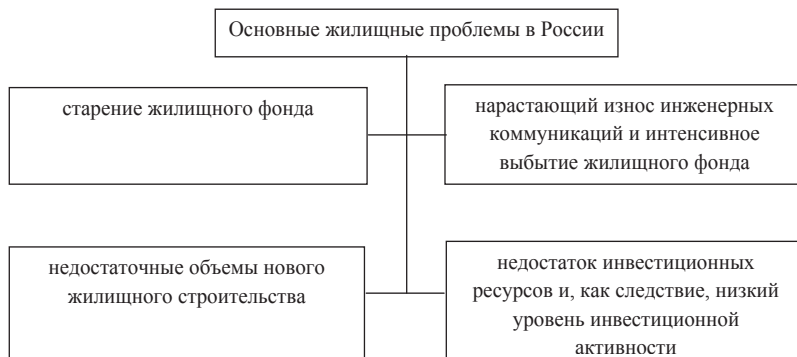 Основные жилищные проблемы в России
старение жилищного фонда
нарастающий износ инженерных
коммуникаций и интенсивное
выбытие жилищного фонда
недостаточные объемы нового
жилищного строительства
недостаток инвестиционных
ресурсов и, как следствие, низкий
уровень инвестиционной
активности